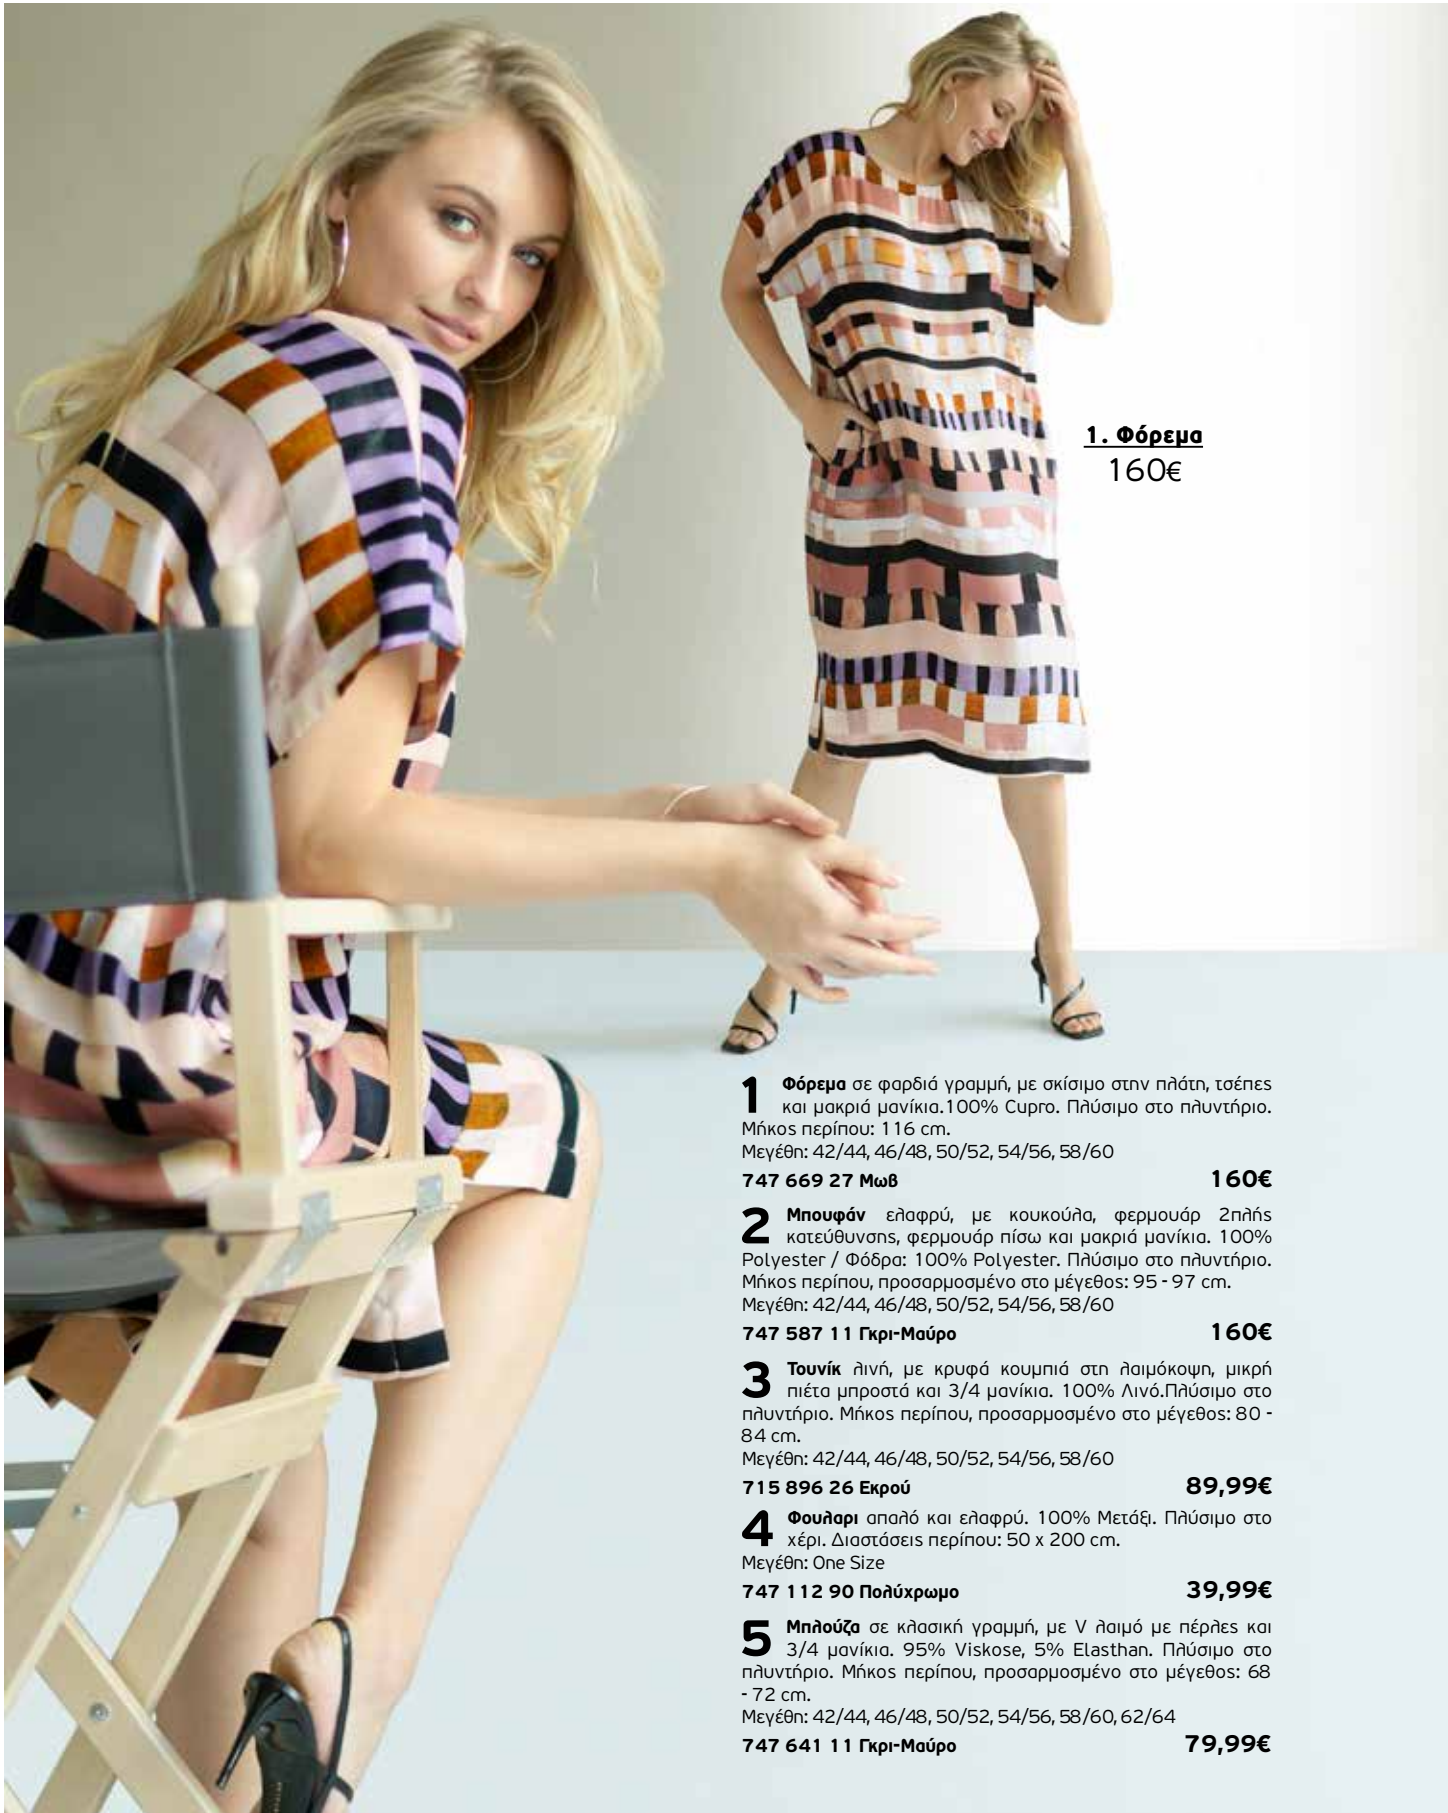 1. Φόρεμα
160€
1 Φόρεμα σε φαρδιά γραμμή, με σκίσιμο στην πλάτη, τσέπες
και μακριά μανίκια.100% Cupro. Πλύσιμο στο πλυντήριο.
Μήκος περίπου: 116 cm.
Μεγέθη: 42/44, 46/48, 50/52, 54/56, 58/60
747 669 27 Μωβ 160€
2 Μπουφάν ελαφρύ, με κουκούλα, φερμουάρ 2πλής
κατεύθυνσης, φερμουάρ πίσω και μακριά μανίκια. 100%
Polyester / Φόδρα: 100% Polyester. Πλύσιμο στο πλυντήριο.
Μήκος περίπου, προσαρμοσμένο στο μέγεθος: 95 - 97 cm.
Μεγέθη: 42/44, 46/48, 50/52, 54/56, 58/60
747 587 11 Γκρι-Μαύρο 160€
3 Τουνίκ λινή, με κρυφά κουμπιά στη λαιμόκοψη, μικρή
πιέτα μπροστά και 3/4 μανίκια. 100% Λινό.Πλύσιμο στο
πλυντήριο. Μήκος περίπου, προσαρμοσμένο στο μέγεθος: 80 -
84 cm.
Μεγέθη: 42/44, 46/48, 50/52, 54/56, 58/60
715 896 26 Εκρού 89,99€
4 Φουλαρι απαλό και ελαφρύ. 100% Μετάξι. Πλύσιμο στο
χέρι. Διαστάσεις περίπου: 50 x 200 cm.
Μεγέθη: One Size
747 112 90 Πολύχρωμο 39,99€
5 Μπλούζα σε κλασική γραμμή, με V λαιμό με πέρλες και
3/4 μανίκια. 95% Viskose, 5% Elasthan. Πλύσιμο στο
πλυντήριο. Μήκος περίπου, προσαρμοσμένο στο μέγεθος: 68
- 72 cm.
Μεγέθη: 42/44, 46/48, 50/52, 54/56, 58/60, 62/64
747 641 11 Γκρι-Μαύρο 79,99€